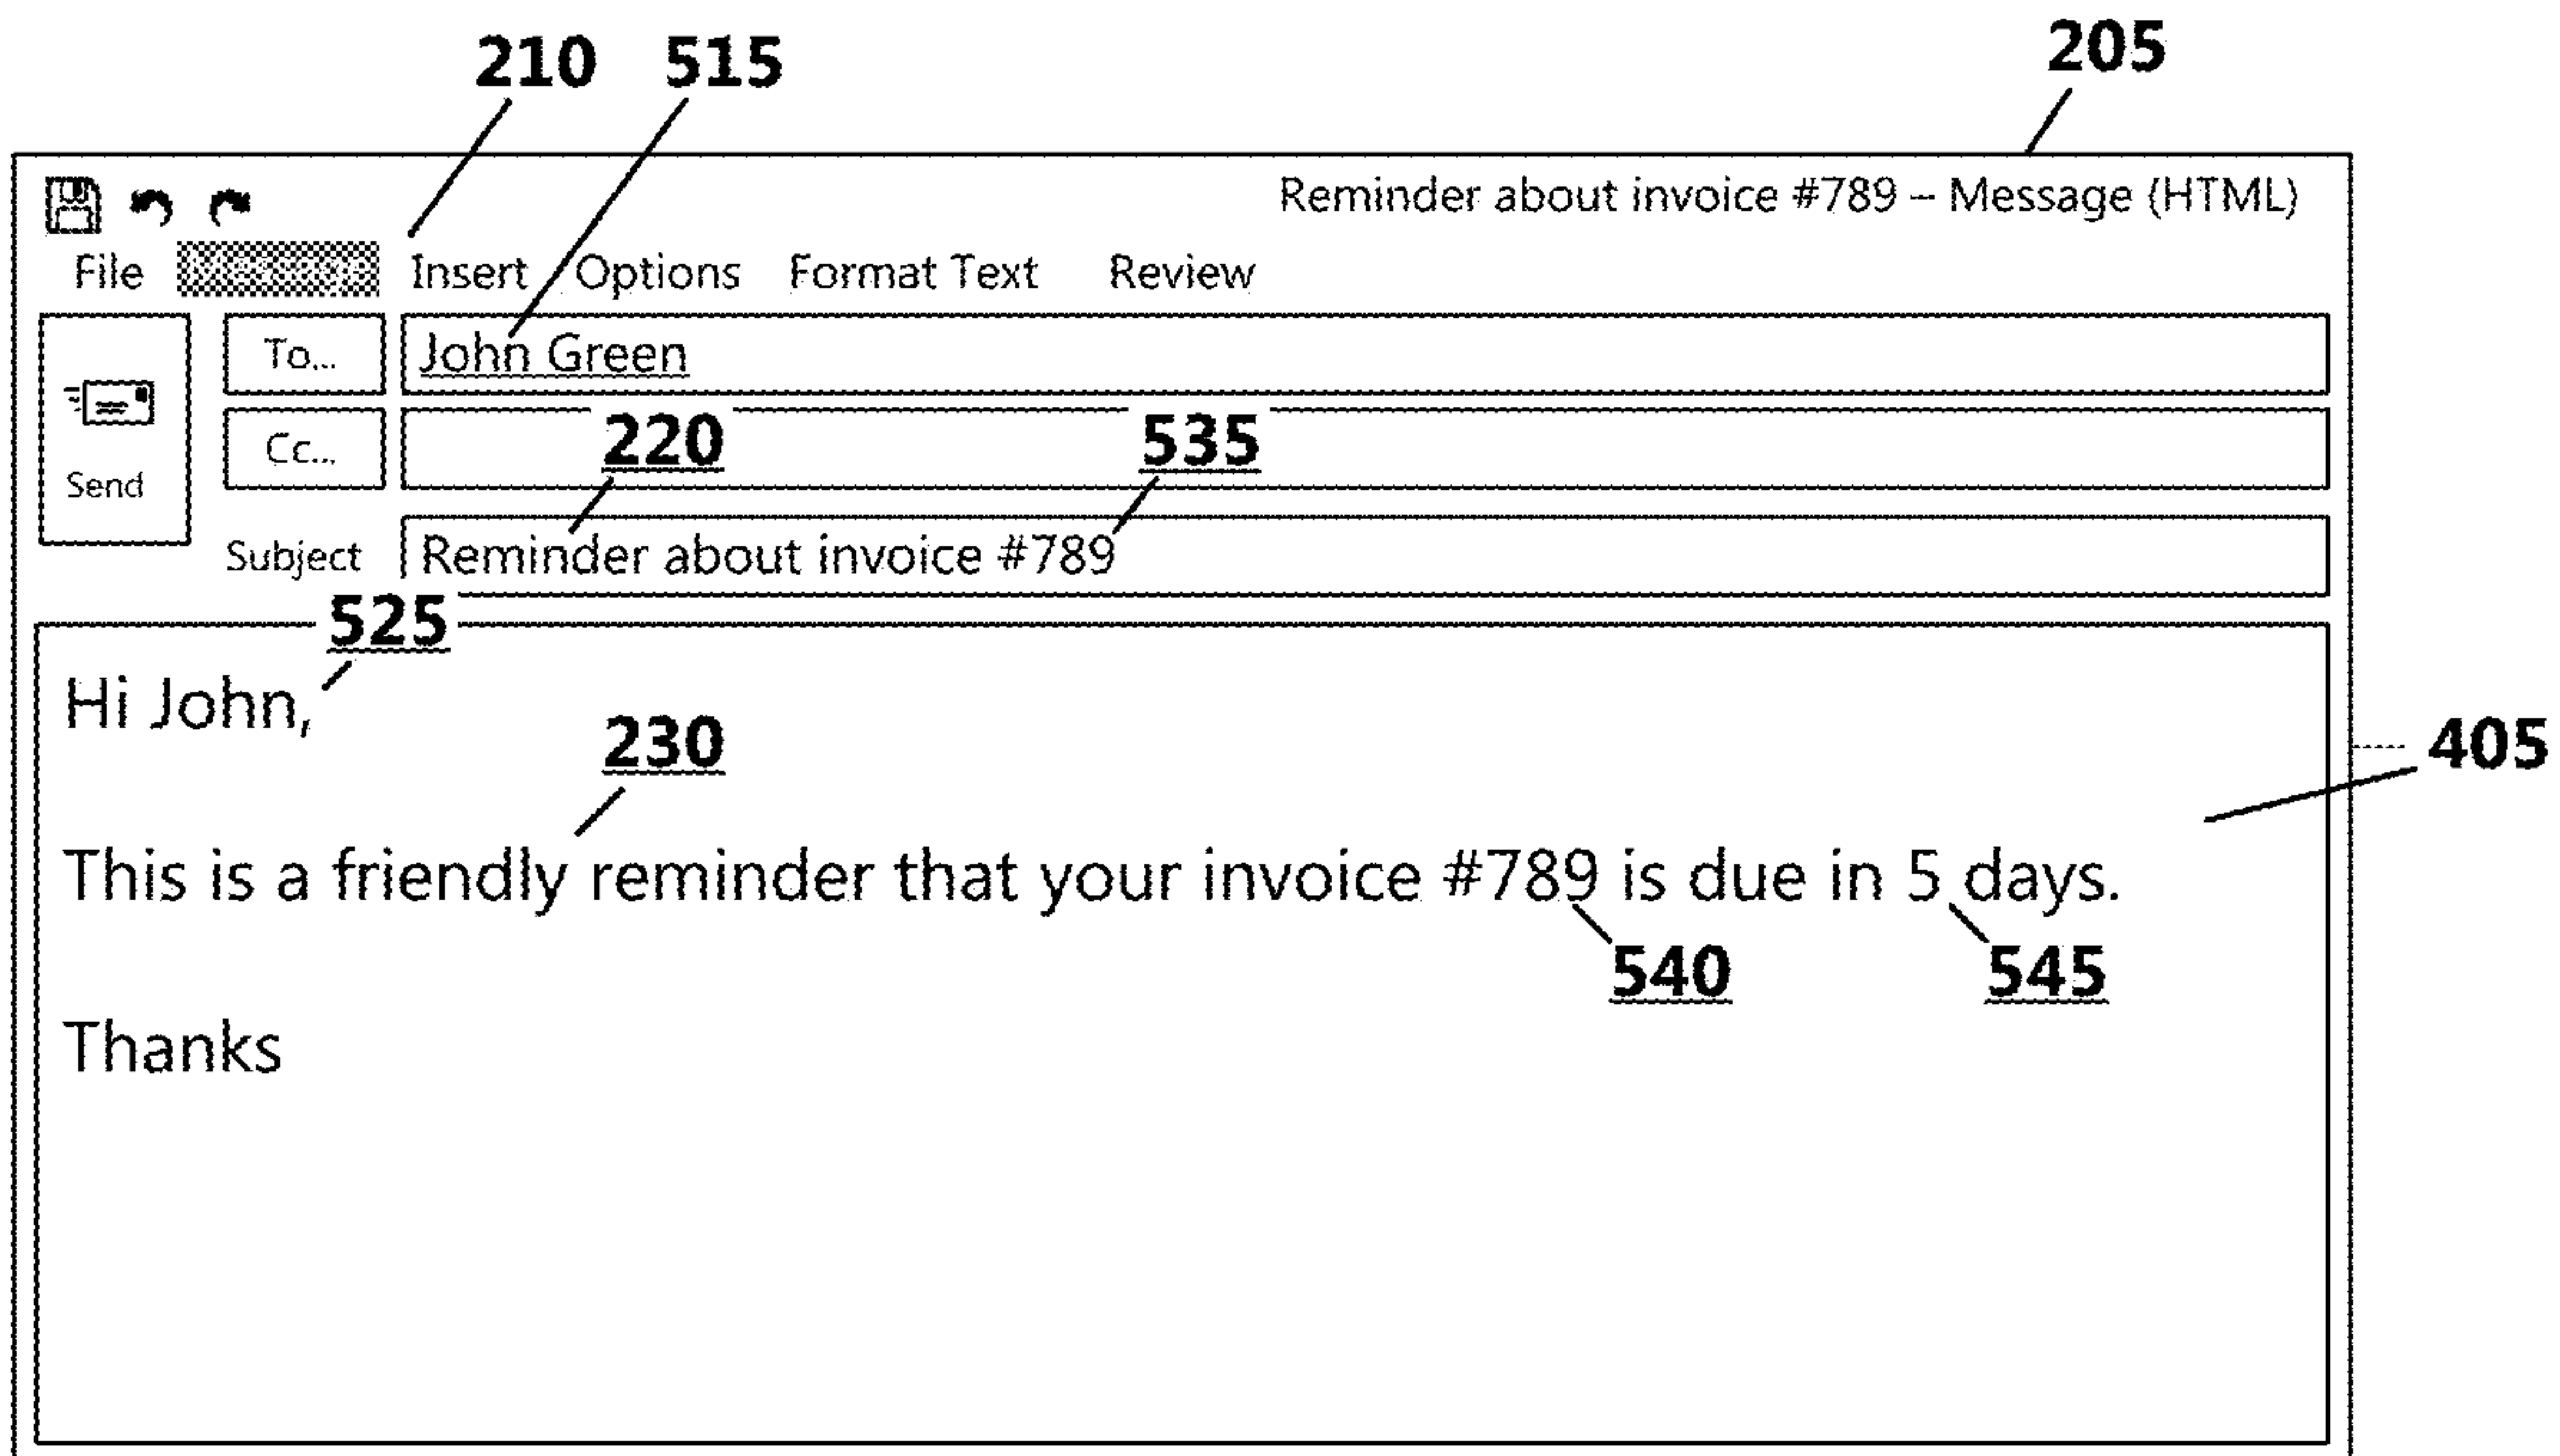 210 515 205
Reminder about invoice #789 – Message (HTML)
File Insert Options Format Text Review
To... John Green
Cc... 220 535
Send
Subject Reminder about invoice #789
525
Hi John,
230
405
This is a friendly reminder that your invoice #789 is due in 5 days.
540 545
Thanks